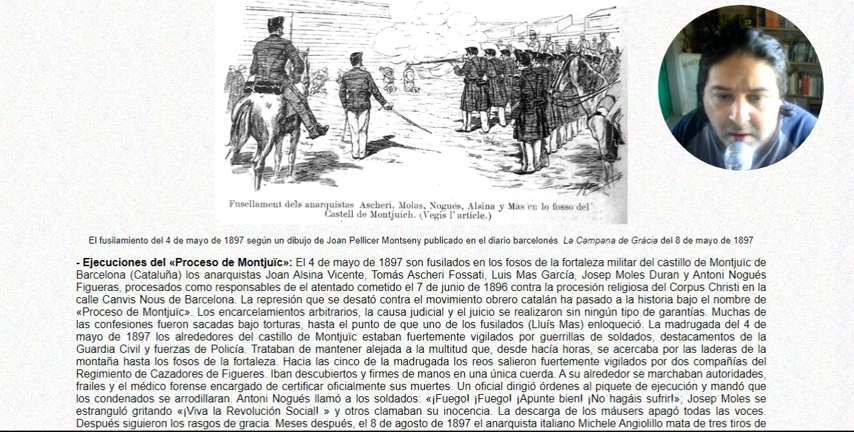 Fusellament dels anarquistas Ascheri, Molas, Nogués, Alsina y Màs en lo fosso del
Castell de Montjuich. (Vegis l' article.)
El fusilamiento del 4 de mayo de 1897 según un dibujo de Joan Pellicer Montseny publicado en el diario barcelonés La Campana de Gràcia del 8 de mayo de 1897
- Ejecuciones del «Proceso de Montjuïc»: El 4 de mayo de 1897 son fusilados en los fosos de la fortaleza militar del castillo de Montjuïc de
Barcelona (Cataluña) los anarquistas Joan Alsina Vicente, Tomás Ascheri Fossati, Luis Mas García, Josep Moles Duran y Antoni Nogués
Figueras, procesados como responsables de el atentado cometido el 7 de junio de 1896 contra la procesión religiosa del Corpus Christi en la
calle Canvis Nous de Barcelona. La represión que se desató contra el movimiento obrero catalán ha pasado a la historia bajo el nombre de
«Proceso de Montjuïc». Los encarcelamientos arbitrarios, la causa judicial y el juicio se realizaron sin ningún tipo de garantías. Muchas de
las confesiones fueron sacadas bajo torturas, hasta el punto de que uno de los fusilados (Lluís Mas) enloqueció. La madrugada del 4 de
mayo de 1897 los alrededores del castillo de Montjuïc estaban fuertemente vigilados por guerrillas de soldados, destacamentos de la
Guardia Civil y fuerzas de Policía. Trataban de mantener alejada a la multitud que, desde hacía horas, se acercaba por las laderas de la
montaña hasta los fosos de la fortaleza. Hacia las cinco de la madrugada los reos salieron fuertemente vigilados por dos compañías del
Regimiento de Cazadores de Figueres. Iban descubiertos y firmes de manos en una única cuerda. A su alrededor se marchaban autoridades,
frailes y el médico forense encargado de certificar oficialmente sus muertes. Un oficial dirigió órdenes al piquete de ejecución y mandó que
los condenados se arrodillaran. Antoni Nogués llamó a los soldados: «¡Fuego! ¡Fuego! ¡Apunte bien! ¡No hagáis sufrir!»; Josep Moles se
estranguló gritando «¡Viva la Revolución Social! » y otros clamaban su inocencia. La descarga de los máusers apagó todas las voces.
Después siguieron los rasgos de gracia. Meses después, el 8 de agosto de 1897 el anarquista italiano Michele Angiolillo mata de tres tiros de